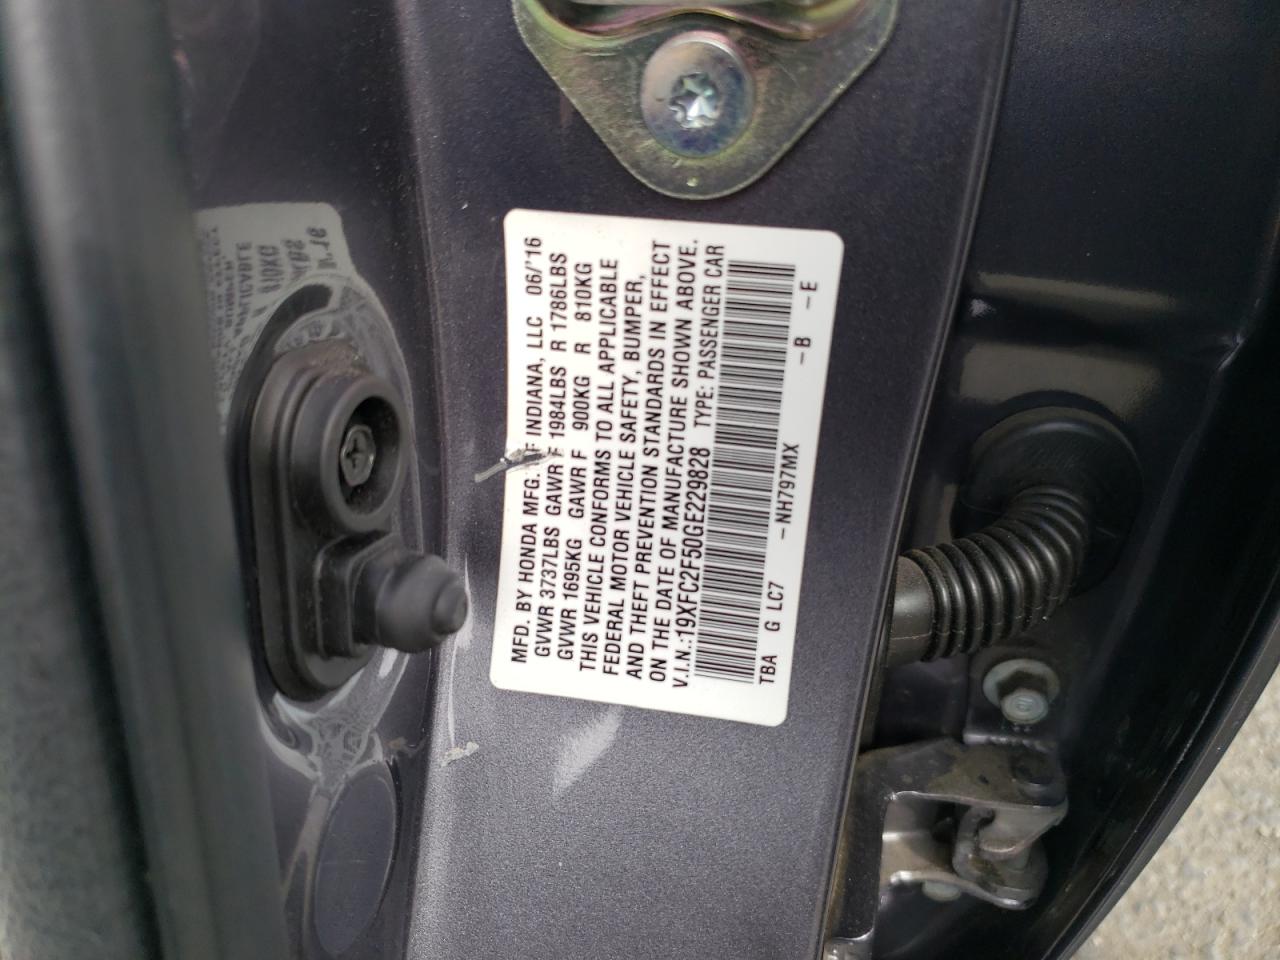 MFD. BY HONDA MFG. OF INDIANA, LLC 06/'16
GVWR 3737LBS GAWR F 1984LBS R 1786LBS
GVWR 1695KG GAWR F 900KG R 810KG
THIS VEHICLE CONFORMS TO ALL APPLICABLE
FEDERAL MOTOR VEHICLE SAFETY, BUMPER,
AND THEFT PREVENTION STANDARDS IN EFFECT
ON THE DATE OF MANUFACTURE SHOWN ABOVE.
V.I.N.:19XFC2F50GE229828 TYPE: PASSENGER CAR
TBA G LC7 -NH797MX -B -E